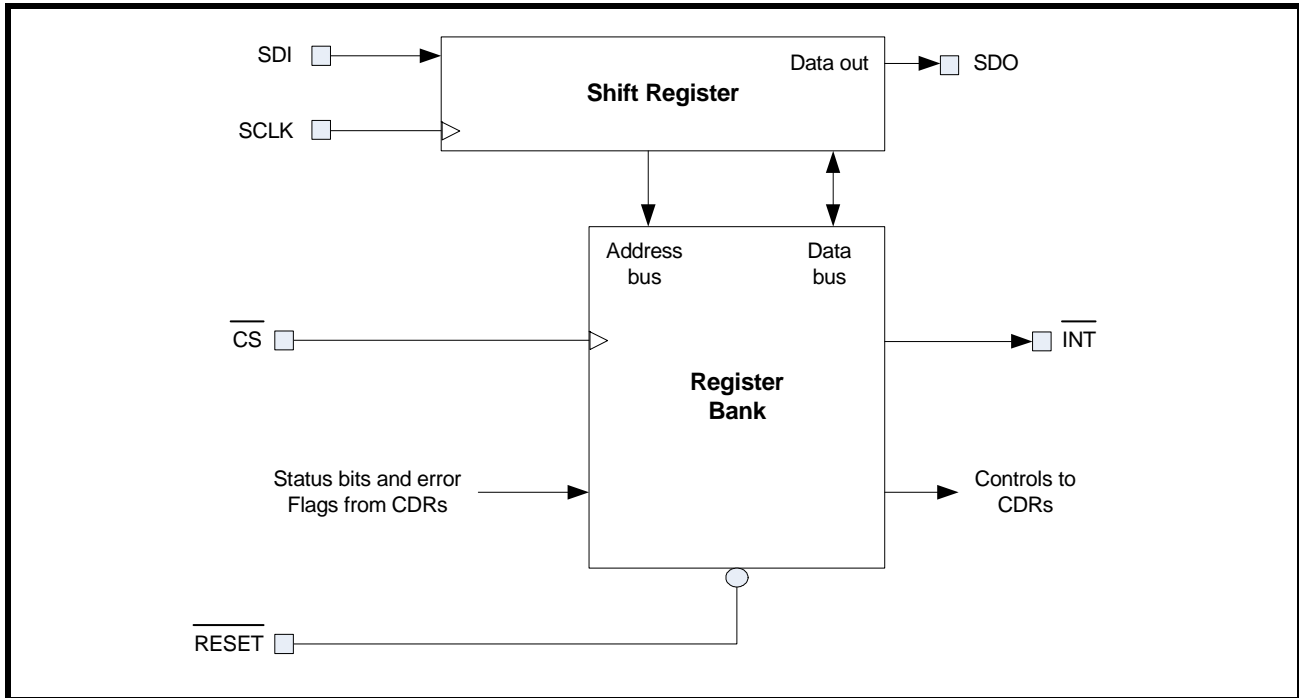 SDI
Data out
SDO
Shift Register
SCLK
Address
bus
Data
bus
CS
INT
Register
Bank
Status bits and error
Flags from CDRs
Controls to
CDRs
RESET